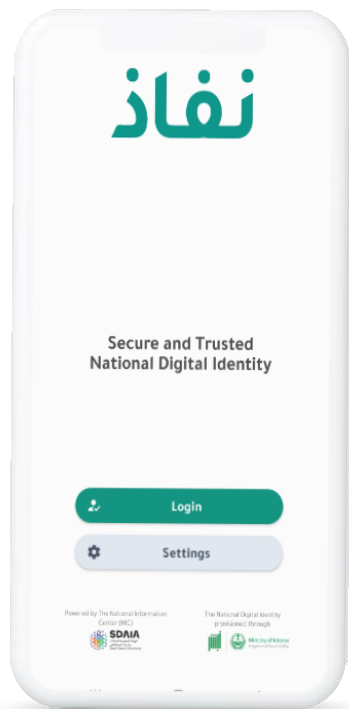 نفاذ
Secure and Trusted
National Digital Identity
Login
Settings
Powered by The National Information
Center (NIC)
SDAIA
The National Digital Identity
provisioned through
Ministry of Interior